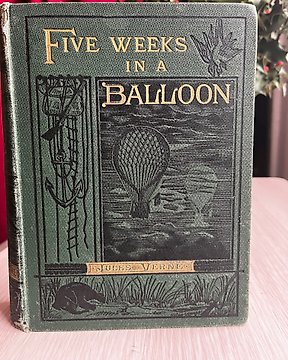 FIVE WEEKS
IN A
BALLOON
JULES VERNE